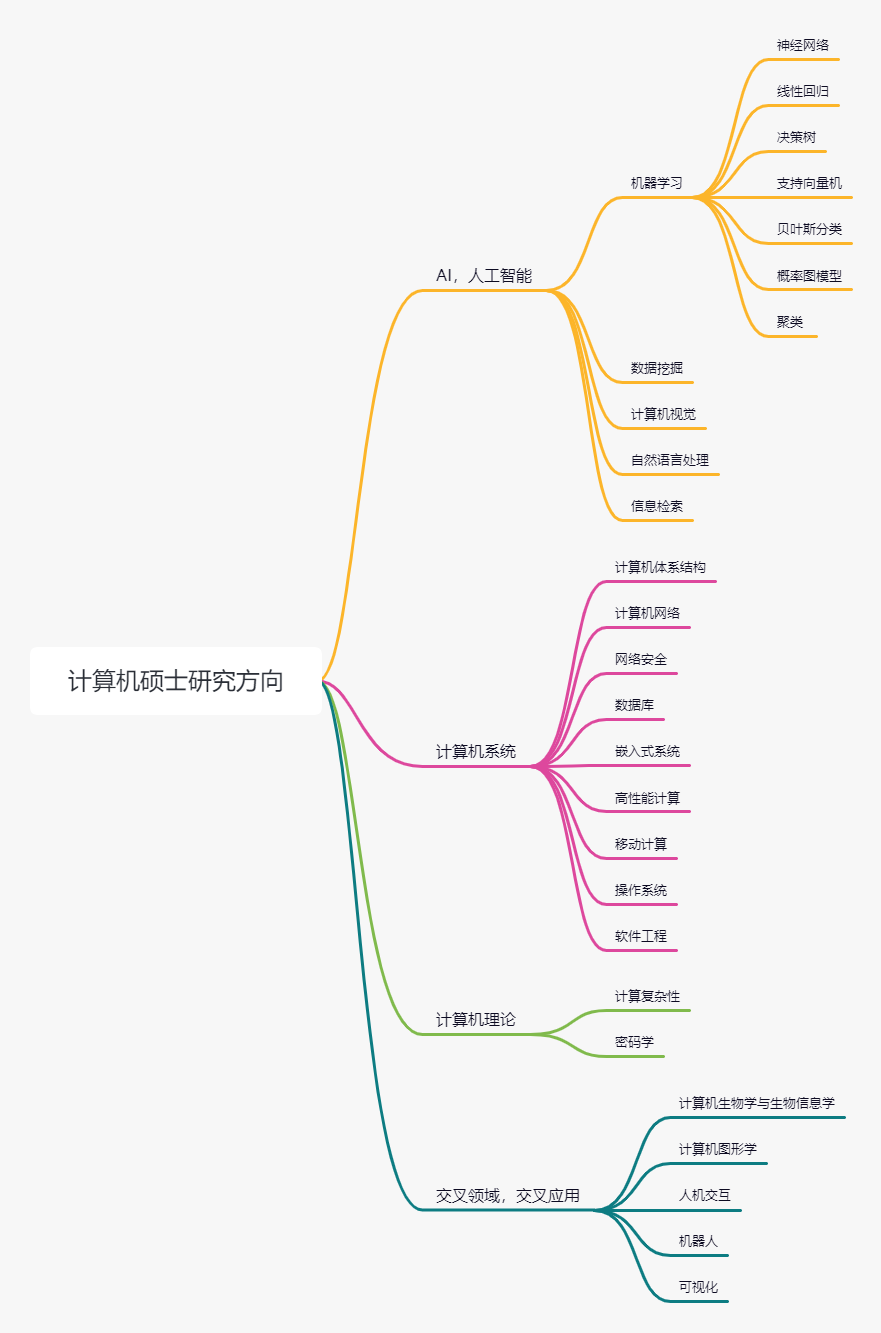 计算机硕士研究方向
AI，人工智能
机器学习
神经网络
线性回归
决策树
支持向量机
贝叶斯分类
概率图模型
聚类
数据挖掘
计算机视觉
自然语言处理
信息检索
计算机系统
计算机体系结构
计算机网络
网络安全
数据库
嵌入式系统
高性能计算
移动计算
操作系统
软件工程
计算机理论
计算复杂性
密码学
交叉领域，交叉应用
计算机生物学与生物信息学
计算机图形学
人机交互
机器人
可视化